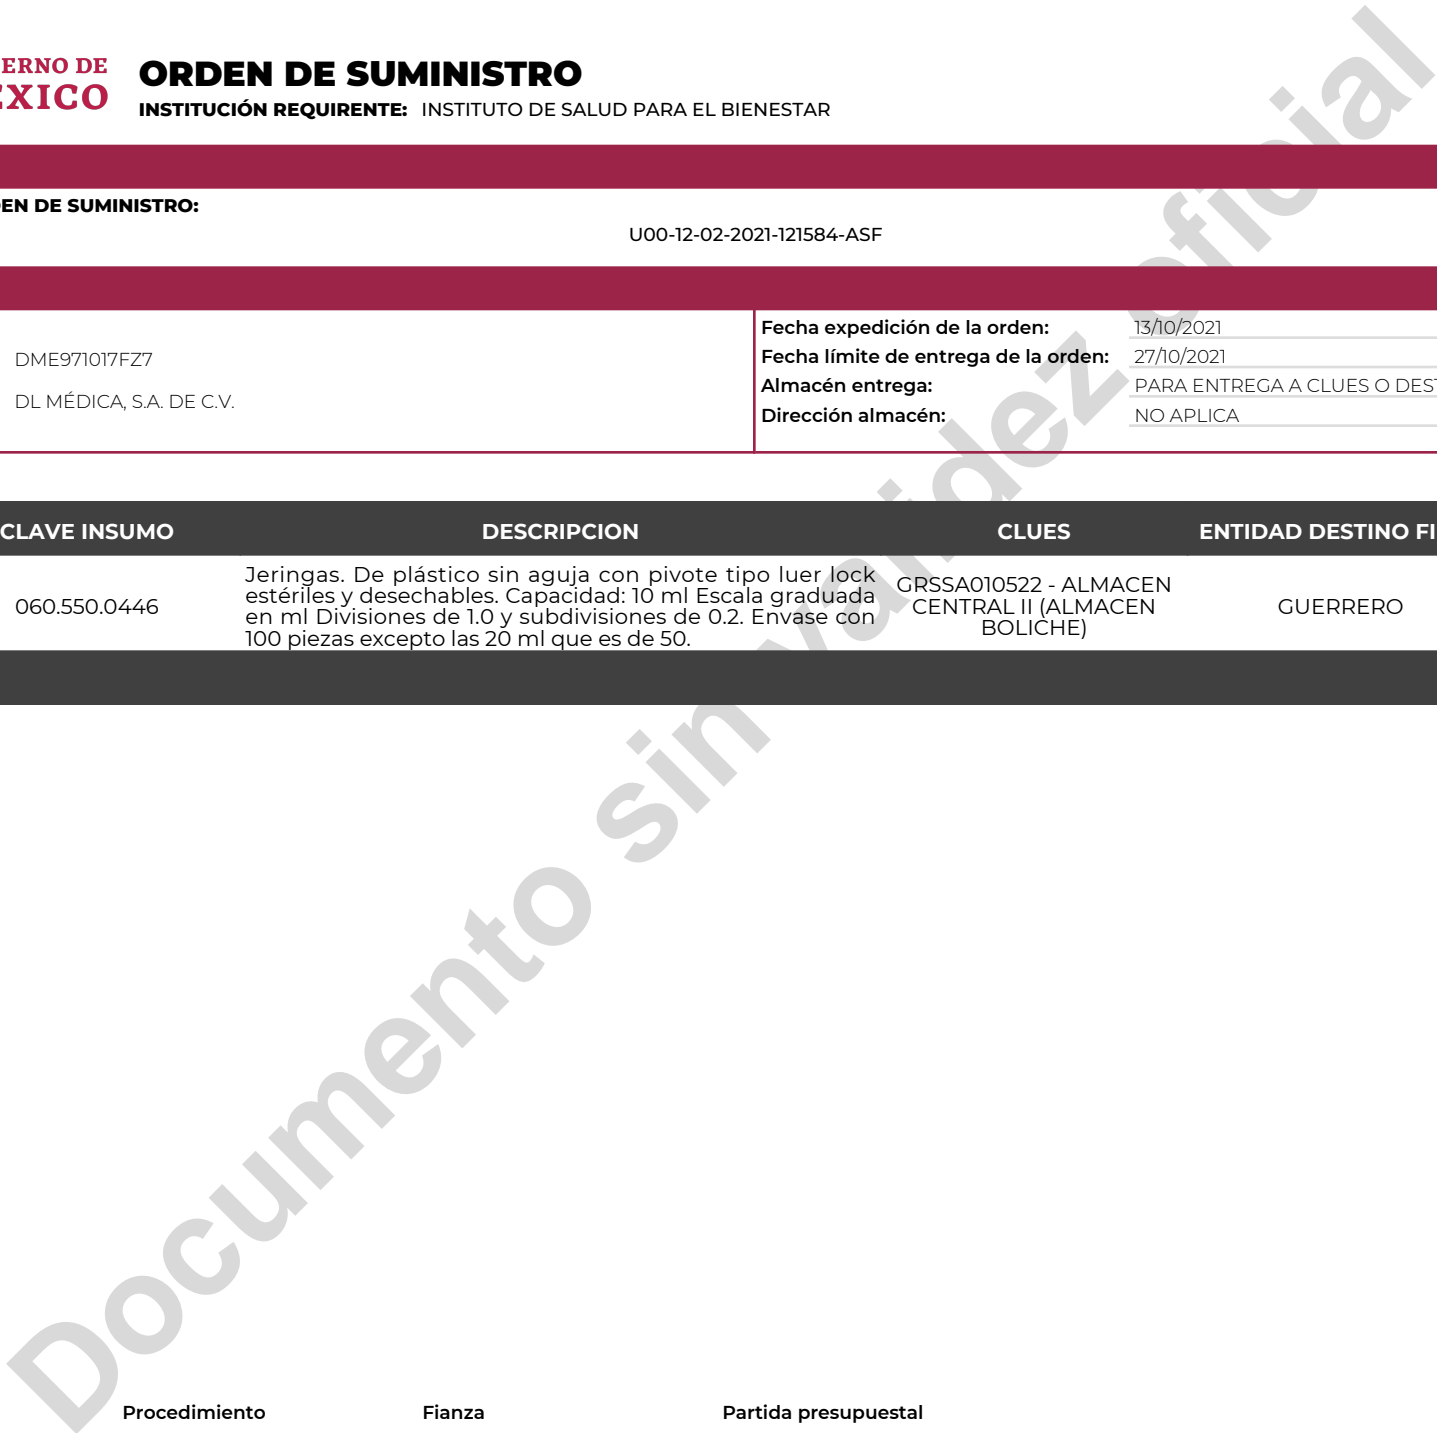 ERNO DE
EXICO
ORDEN DE SUMINISTRO
INSTITUCIÓN REQUIRENTE: INSTITUTO DE SALUD PARA EL BIENESTAR
EN DE SUMINISTRO:
U00-12-02-2021-121584-ASF
DME971017FZ7
DL MÉDICA, S.A. DE C.V.
Fecha expedición de la orden: 13/10/2021
Fecha límite de entrega de la orden: 27/10/2021
Almacén entrega: PARA ENTREGA A CLUES O DEST
Dirección almacén: NO APLICA
CLAVE INSUMO DESCRIPCION CLUES ENTIDAD DESTINO FI
060.550.0446
Jeringas. De plástico sin aguja con pivote tipo luer lock
estériles y desechables. Capacidad: 10 ml Escala graduada
en ml Divisiones de 1.0 y subdivisiones de 0.2. Envase con
100 piezas excepto las 20 ml que es de 50.
GRSSA010522 - ALMACEN
CENTRAL II (ALMACEN
BOLICHE)
GUERRERO
Documento sin validez oficial
Procedimiento Fianza Partida presupuestal